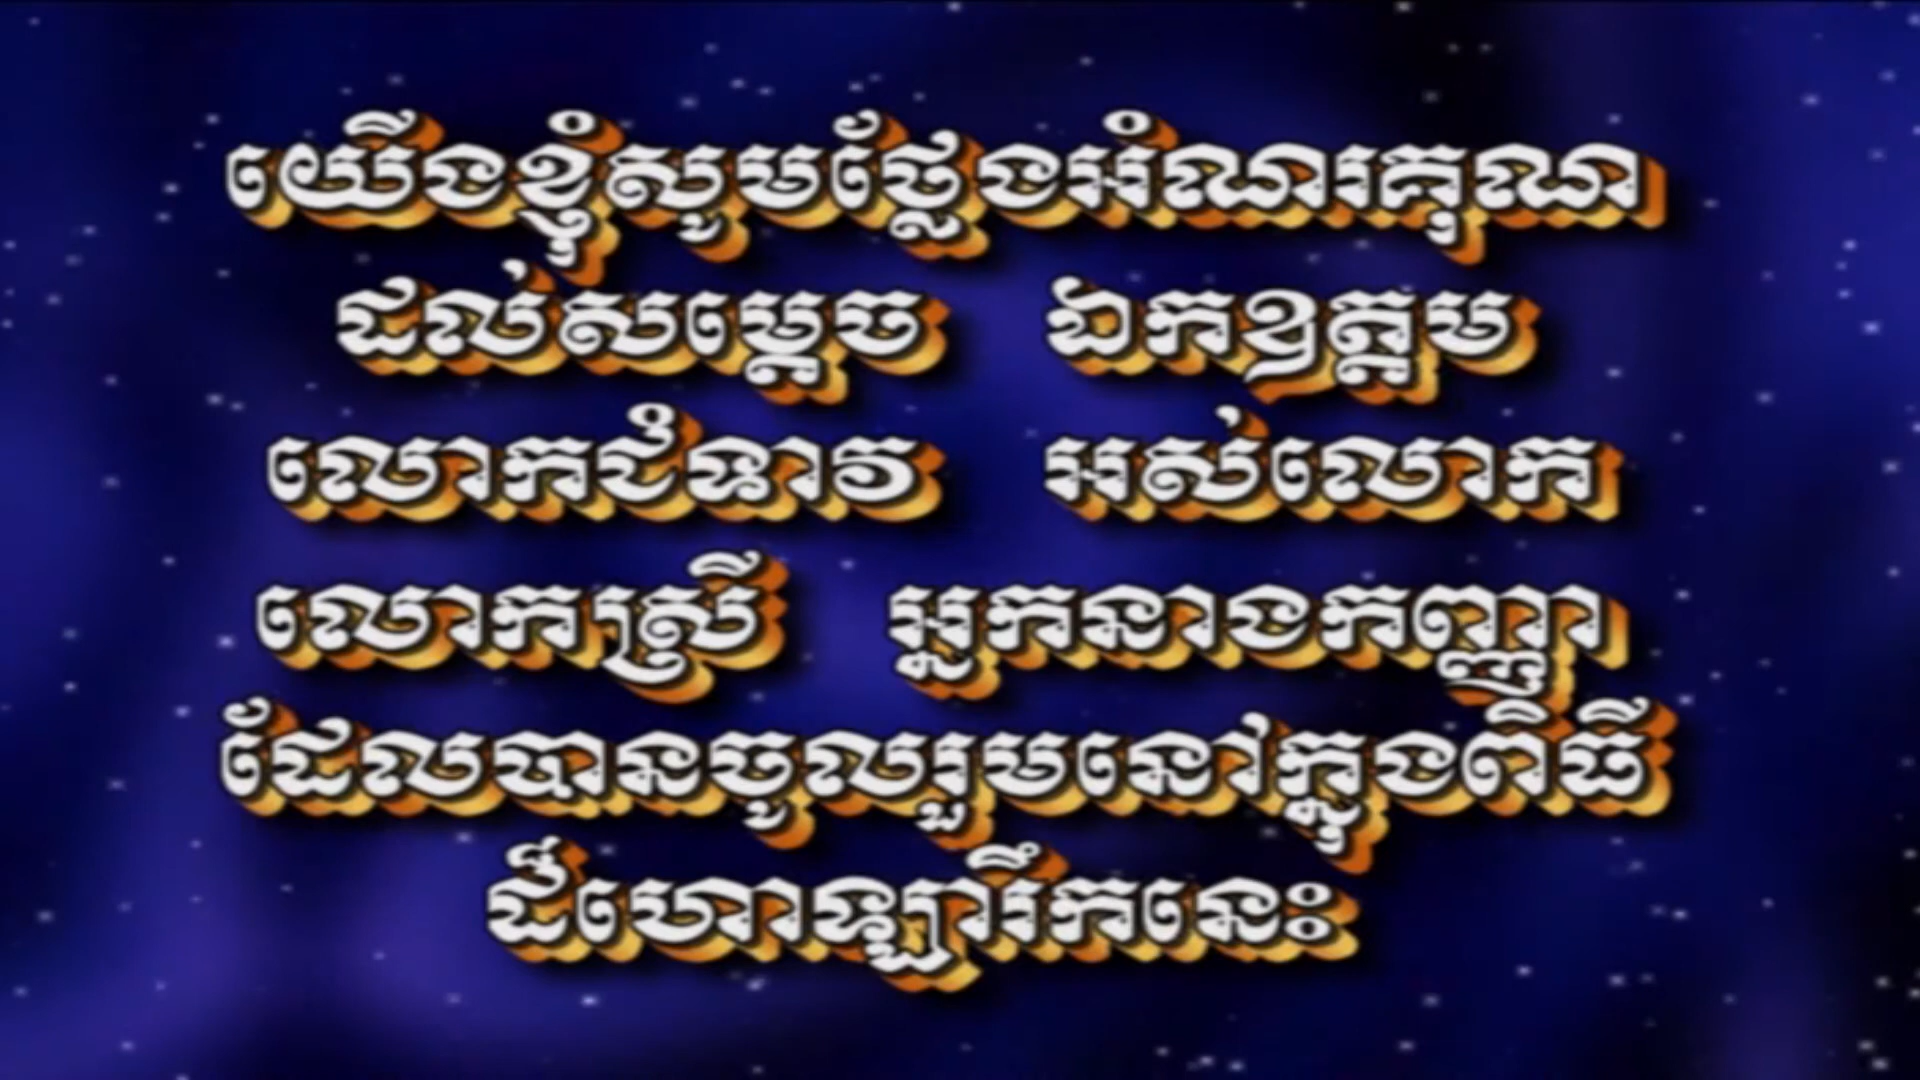 យើងខ្ញុំសូមថ្លែងអំណរគុណ
ដល់សម្ដេច ឯកឧត្ដម
លោកជំទាវ អស់លោក
លោកស្រី អ្នកនាងកញ្ញា
ដែលបានចូលរួមនៅក្នុងពិធី
ដ៏ហោឡារឹកនេះ